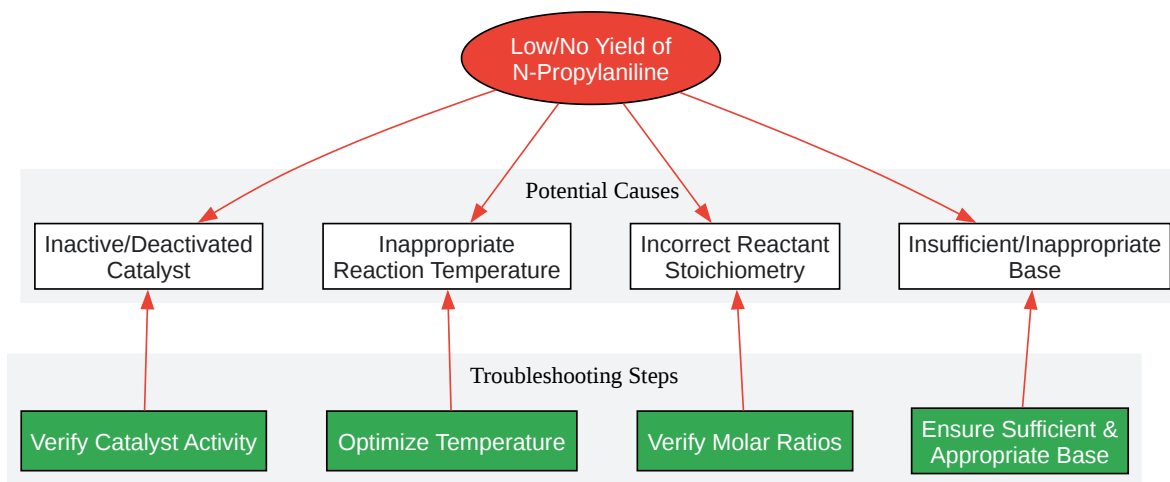 Low/No Yield of
N-Propylaniline
Potential Causes
Inactive/Deactivated
Catalyst
Inappropriate
Reaction Temperature
Incorrect Reactant
Stoichiometry
Insufficient/Inappropriate
Base
Troubleshooting Steps
Verify Catalyst Activity
Optimize Temperature
Verify Molar Ratios
Ensure Sufficient &
Appropriate Base